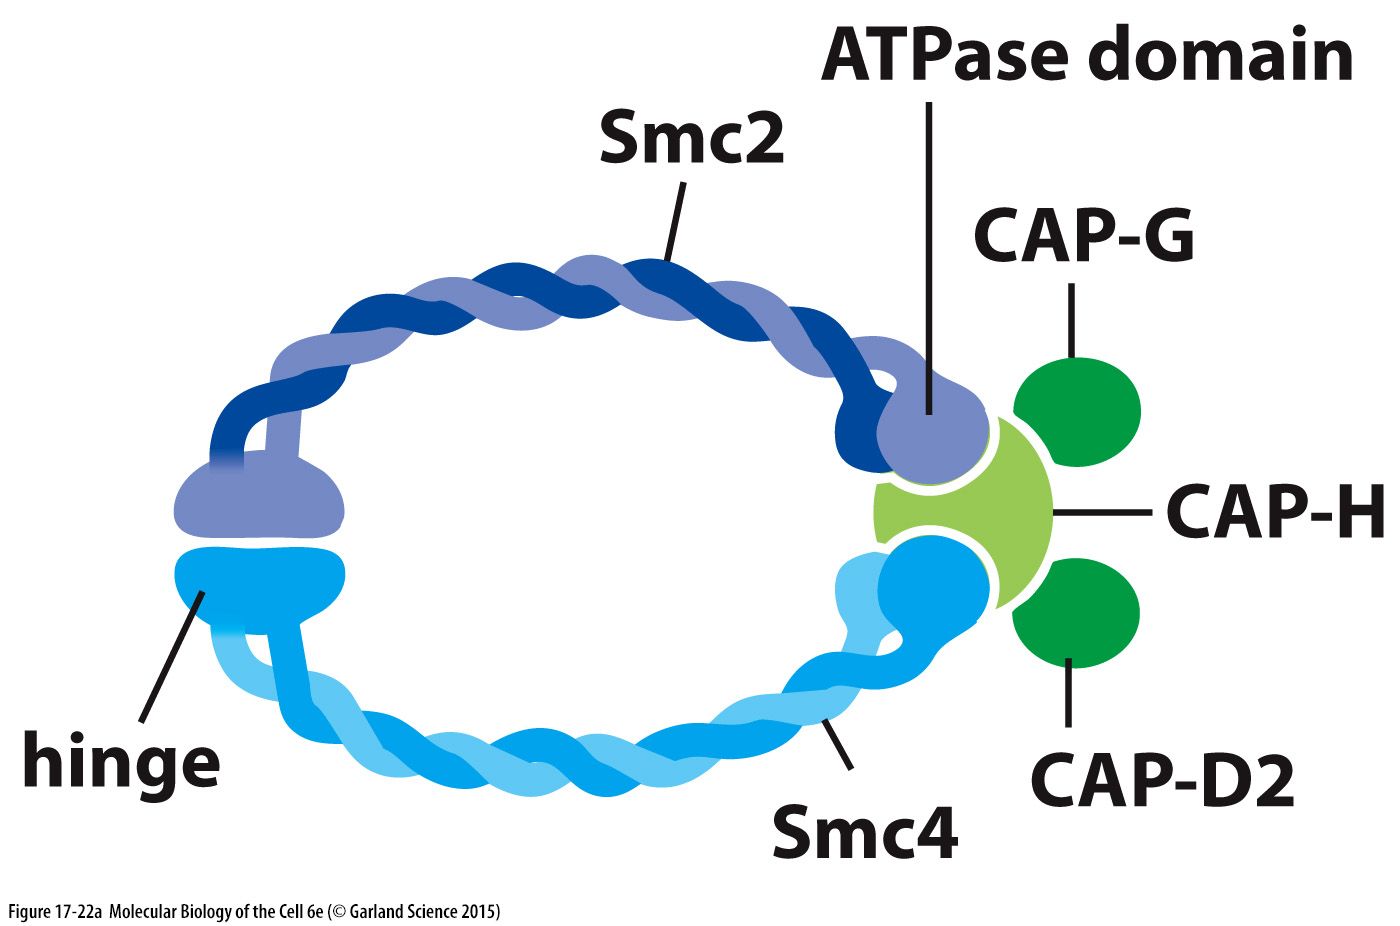 ATPase domain
Smc2
CAP-G
CAP-H
hinge
CAP-D2
Smc4
Figure 17-22a Molecular Biology of the Cell 6e (© Garland Science 2015)